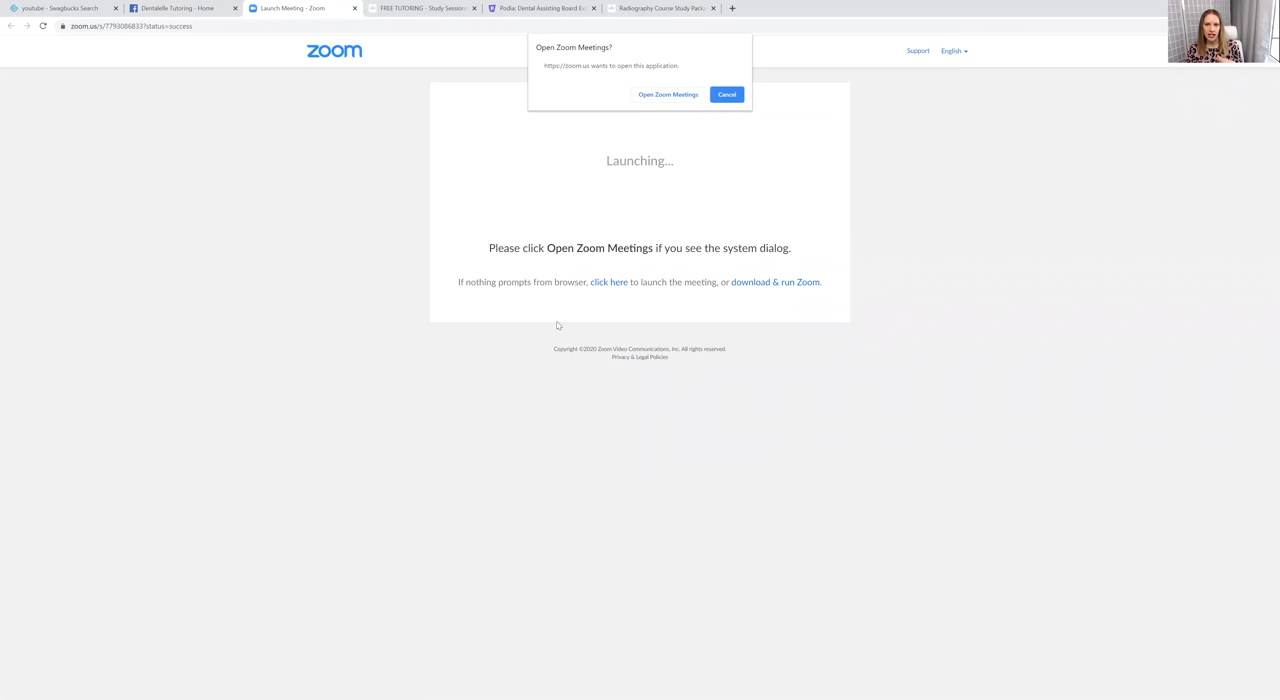 youtube - Swagbucks Search
Dentalelle Tutoring - Home
Launch Meeting - Zoom
FREE TUTORING - Study Session
Podia: Dental Assisting Board Ex
Radiography Course Study Pack
zoom.us/s/7793086833?status=success
zoom
Support English
Open Zoom Meetings?
https://zoom.us wants to open this application.
Open Zoom Meetings Cancel
Launching...
Please click Open Zoom Meetings if you see the system dialog.
If nothing prompts from browser, click here to launch the meeting, or download & run Zoom.
Copyright ©2020 Zoom Video Communications, Inc. All rights reserved.
Privacy & Legal Policies